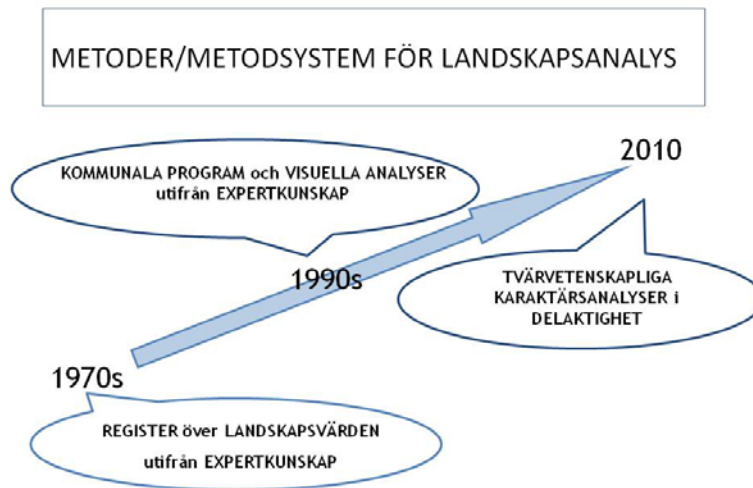 METODER/METODSYSTEM FÖR LANDSKAPSANALYS
2010
KOMMUNALA PROGRAM och VISUELLA ANALYSER
utifrån EXPERTKUNSKAP
1990s
TVÄRVETENSKAPLIGA
KARAKTÄRSANALYSER i
DELAKTIGHET
1970s
REGISTER över LANDSKAPSVÄRDEN
utifrån EXPERTKUNSKAP